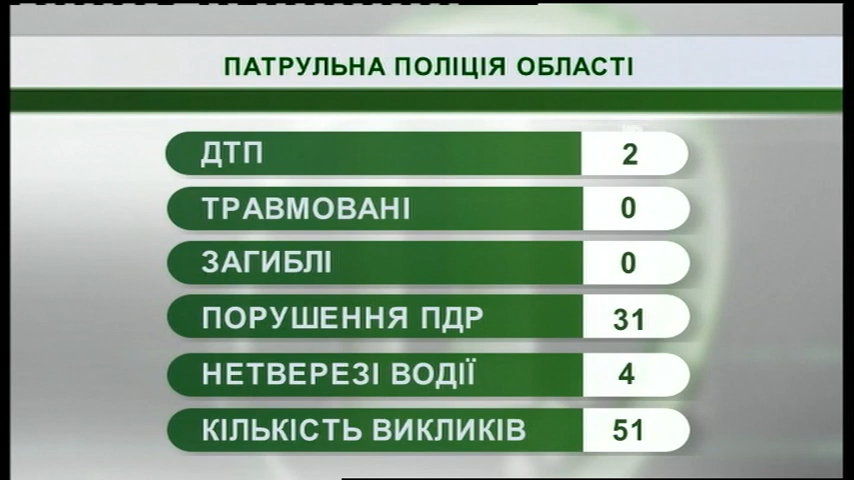 ПАТРУЛЬНА ПОЛІЦІЯ ОБЛАСТІ
ДТП 2
ТРАВМОВАНІ 0
ЗАГИБЛІ 0
ПОРУШЕННЯ ПДР 31
НЕТВЕРЕЗІ ВОДІЇ 4
КІЛЬКІСТЬ ВИКЛИКІВ 51